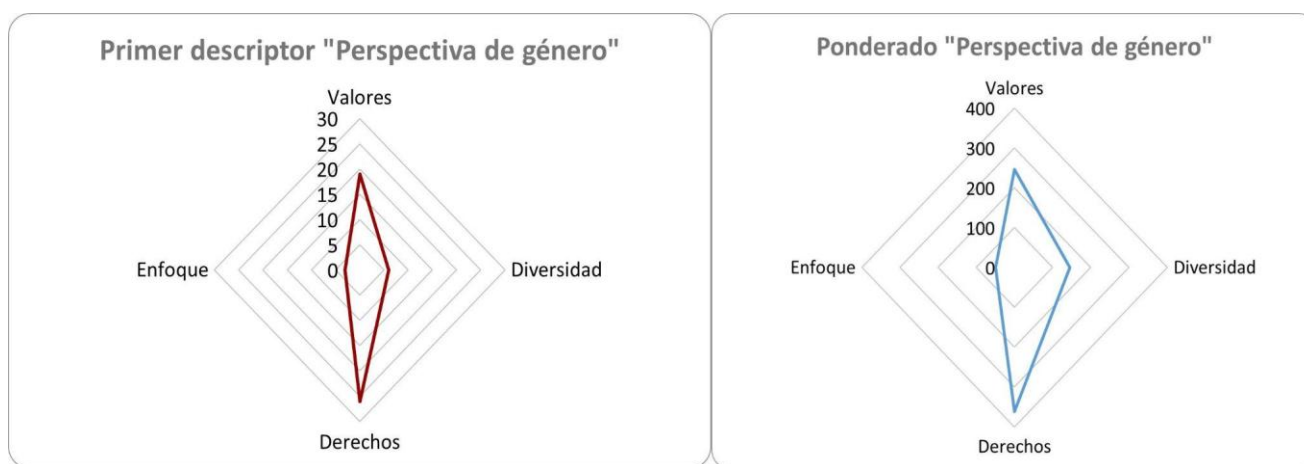 Primer descriptor "Perspectiva de género"
Valores
30
25
20
15
10
5
0
Enfoque
Diversidad
Derechos
Ponderado "Perspectiva de género"
Valores
400
300
200
100
0
Enfoque
Diversidad
Derechos